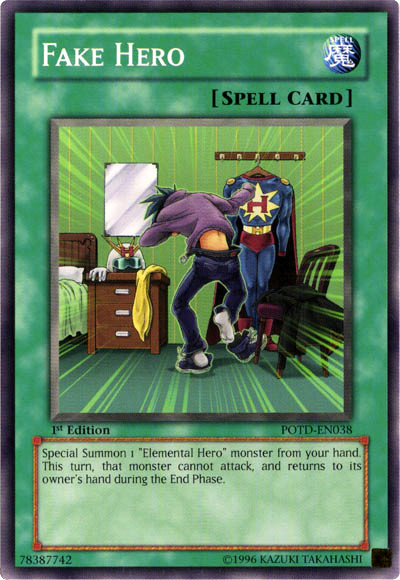 FAKE HERO
SPELL
魔
[SPELL CARD]
H
1st Edition
POTD-EN038
Special Summon 1 "Elemental Hero" monster from your hand.
This turn, that monster cannot attack, and returns to its
owner's hand during the End Phase.
78387742
©1996 KAZUKI TAKAHASHI